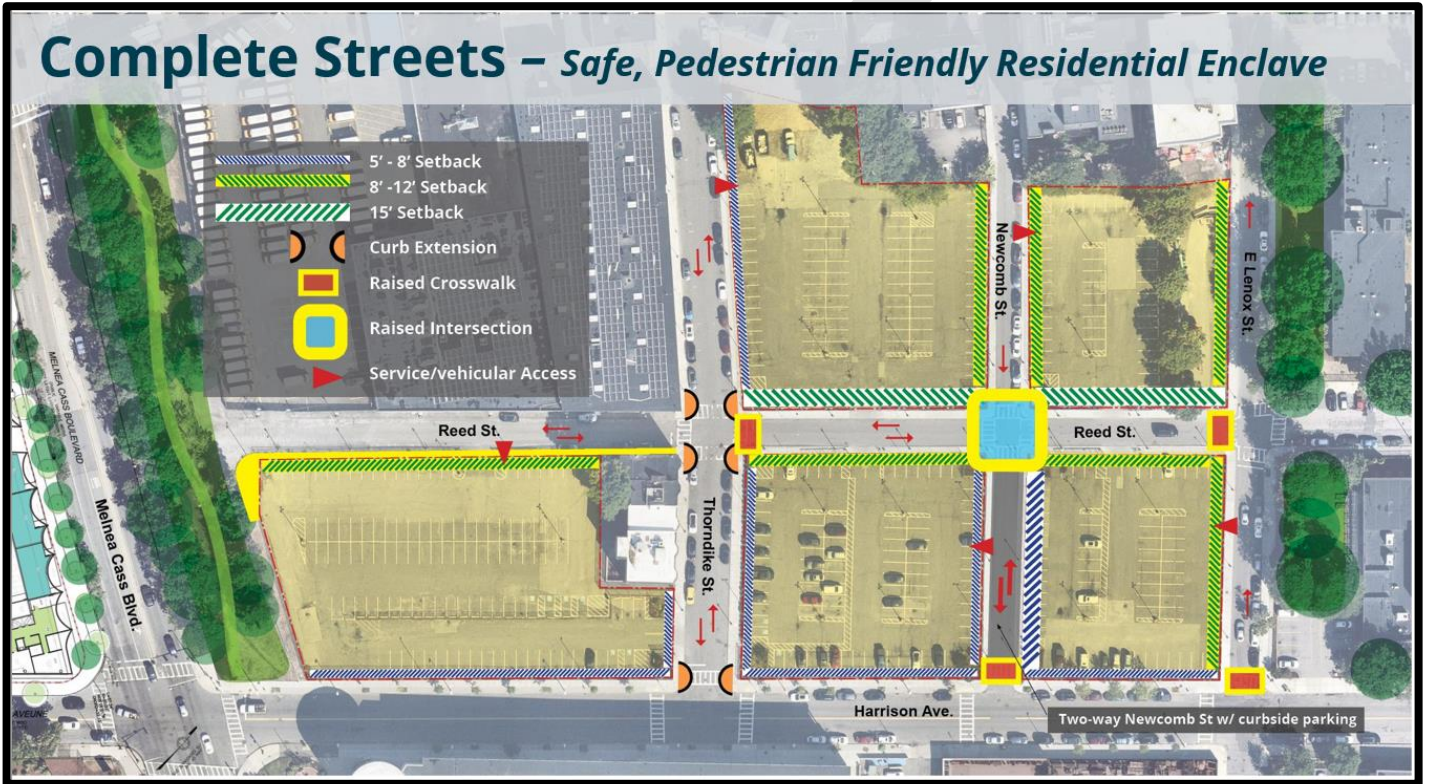 Complete Streets – Safe, Pedestrian Friendly Residential Enclave
5' - 8' Setback
8' -12' Setback
15' Setback
Curb Extension
Raised Crosswalk
Raised Intersection
Service/vehicular Access
Newcomb St.
E Lenox St.
MELNEA CASS BOULEVARD
Reed St.
Reed St.
Melnea Cass Blvd.
Thorndike St.
Harrison Ave.
Two-way Newcomb St w/ curbside parking
AVEUNE